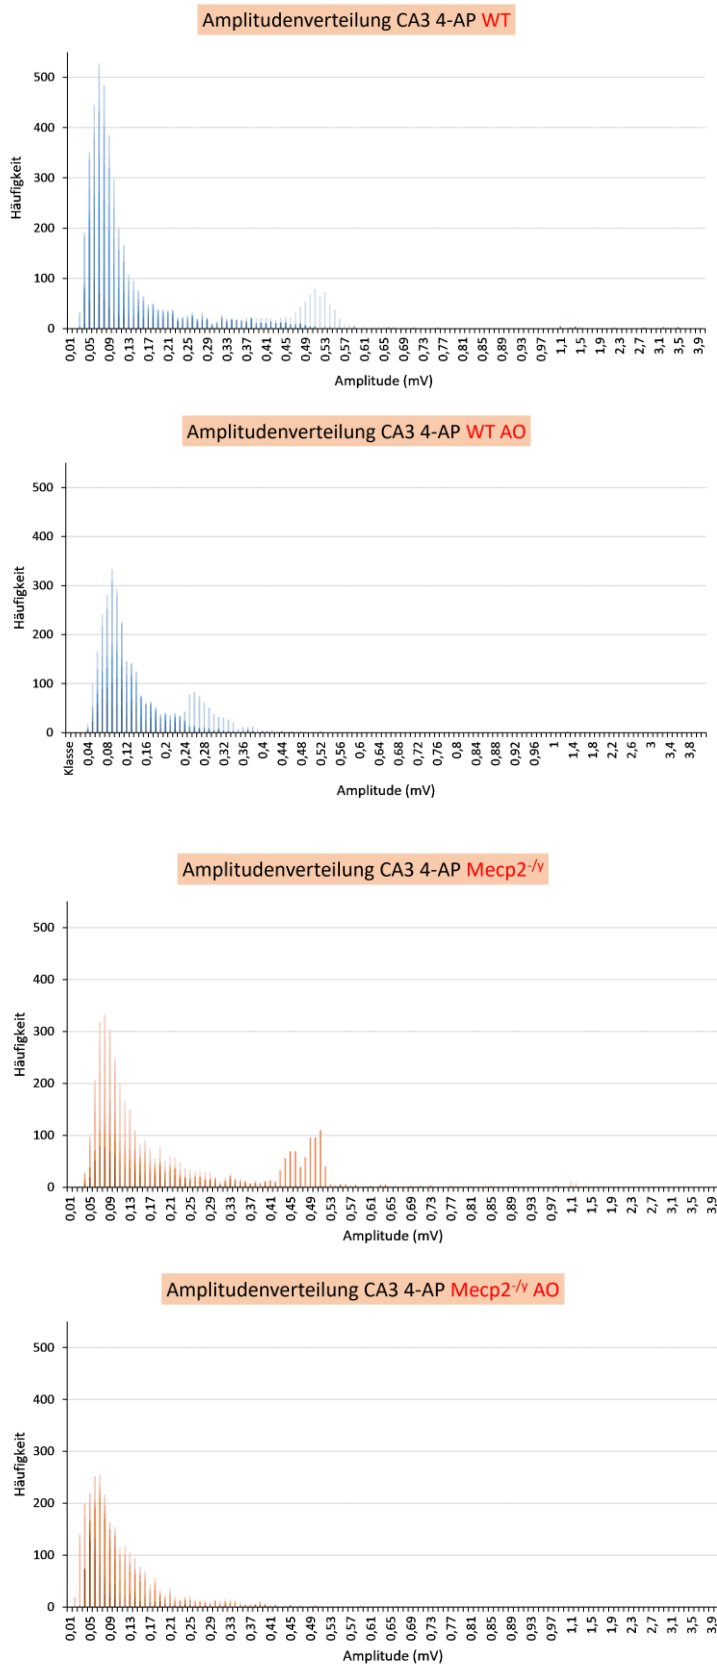 Amplitudenverteilung CA3 4-AP WT
500
400
300
200
100
0
Häufigkeit
0,01 0,05 0,09 0,13 0,17 0,21 0,25 0,29 0,33 0,37 0,41 0,45 0,49 0,53 0,57 0,61 0,65 0,69 0,73 0,77 0,81 0,85 0,89 0,93 0,97 1,1 1,5 1,9 2,3 2,7 3,1 3,5 3,9
Amplitude (mV)
Amplitudenverteilung CA3 4-AP WT AO
500
400
300
200
100
0
Häufigkeit
Klasse 0,04 0,08 0,12 0,16 0,2 0,24 0,28 0,32 0,36 0,4 0,44 0,48 0,52 0,56 0,6 0,64 0,68 0,72 0,76 0,8 0,84 0,88 0,92 0,96 1 1,4 1,8 2,2 2,6 3 3,4 3,8
Amplitude (mV)
Amplitudenverteilung CA3 4-AP Mecp2-/y
500
400
300
200
100
0
Häufigkeit
0,01 0,05 0,09 0,13 0,17 0,21 0,25 0,29 0,33 0,37 0,41 0,45 0,49 0,53 0,57 0,61 0,65 0,69 0,73 0,77 0,81 0,85 0,89 0,93 0,97 1,1 1,5 1,9 2,3 2,7 3,1 3,5 3,9
Amplitude (mV)
Amplitudenverteilung CA3 4-AP Mecp2-/y AO
500
400
300
200
100
0
Häufigkeit
0,01 0,05 0,09 0,13 0,17 0,21 0,25 0,29 0,33 0,37 0,41 0,45 0,49 0,53 0,57 0,61 0,65 0,69 0,73 0,77 0,81 0,85 0,89 0,93 0,97 1,1 1,5 1,9 2,3 2,7 3,1 3,5 3,9
Amplitude (mV)